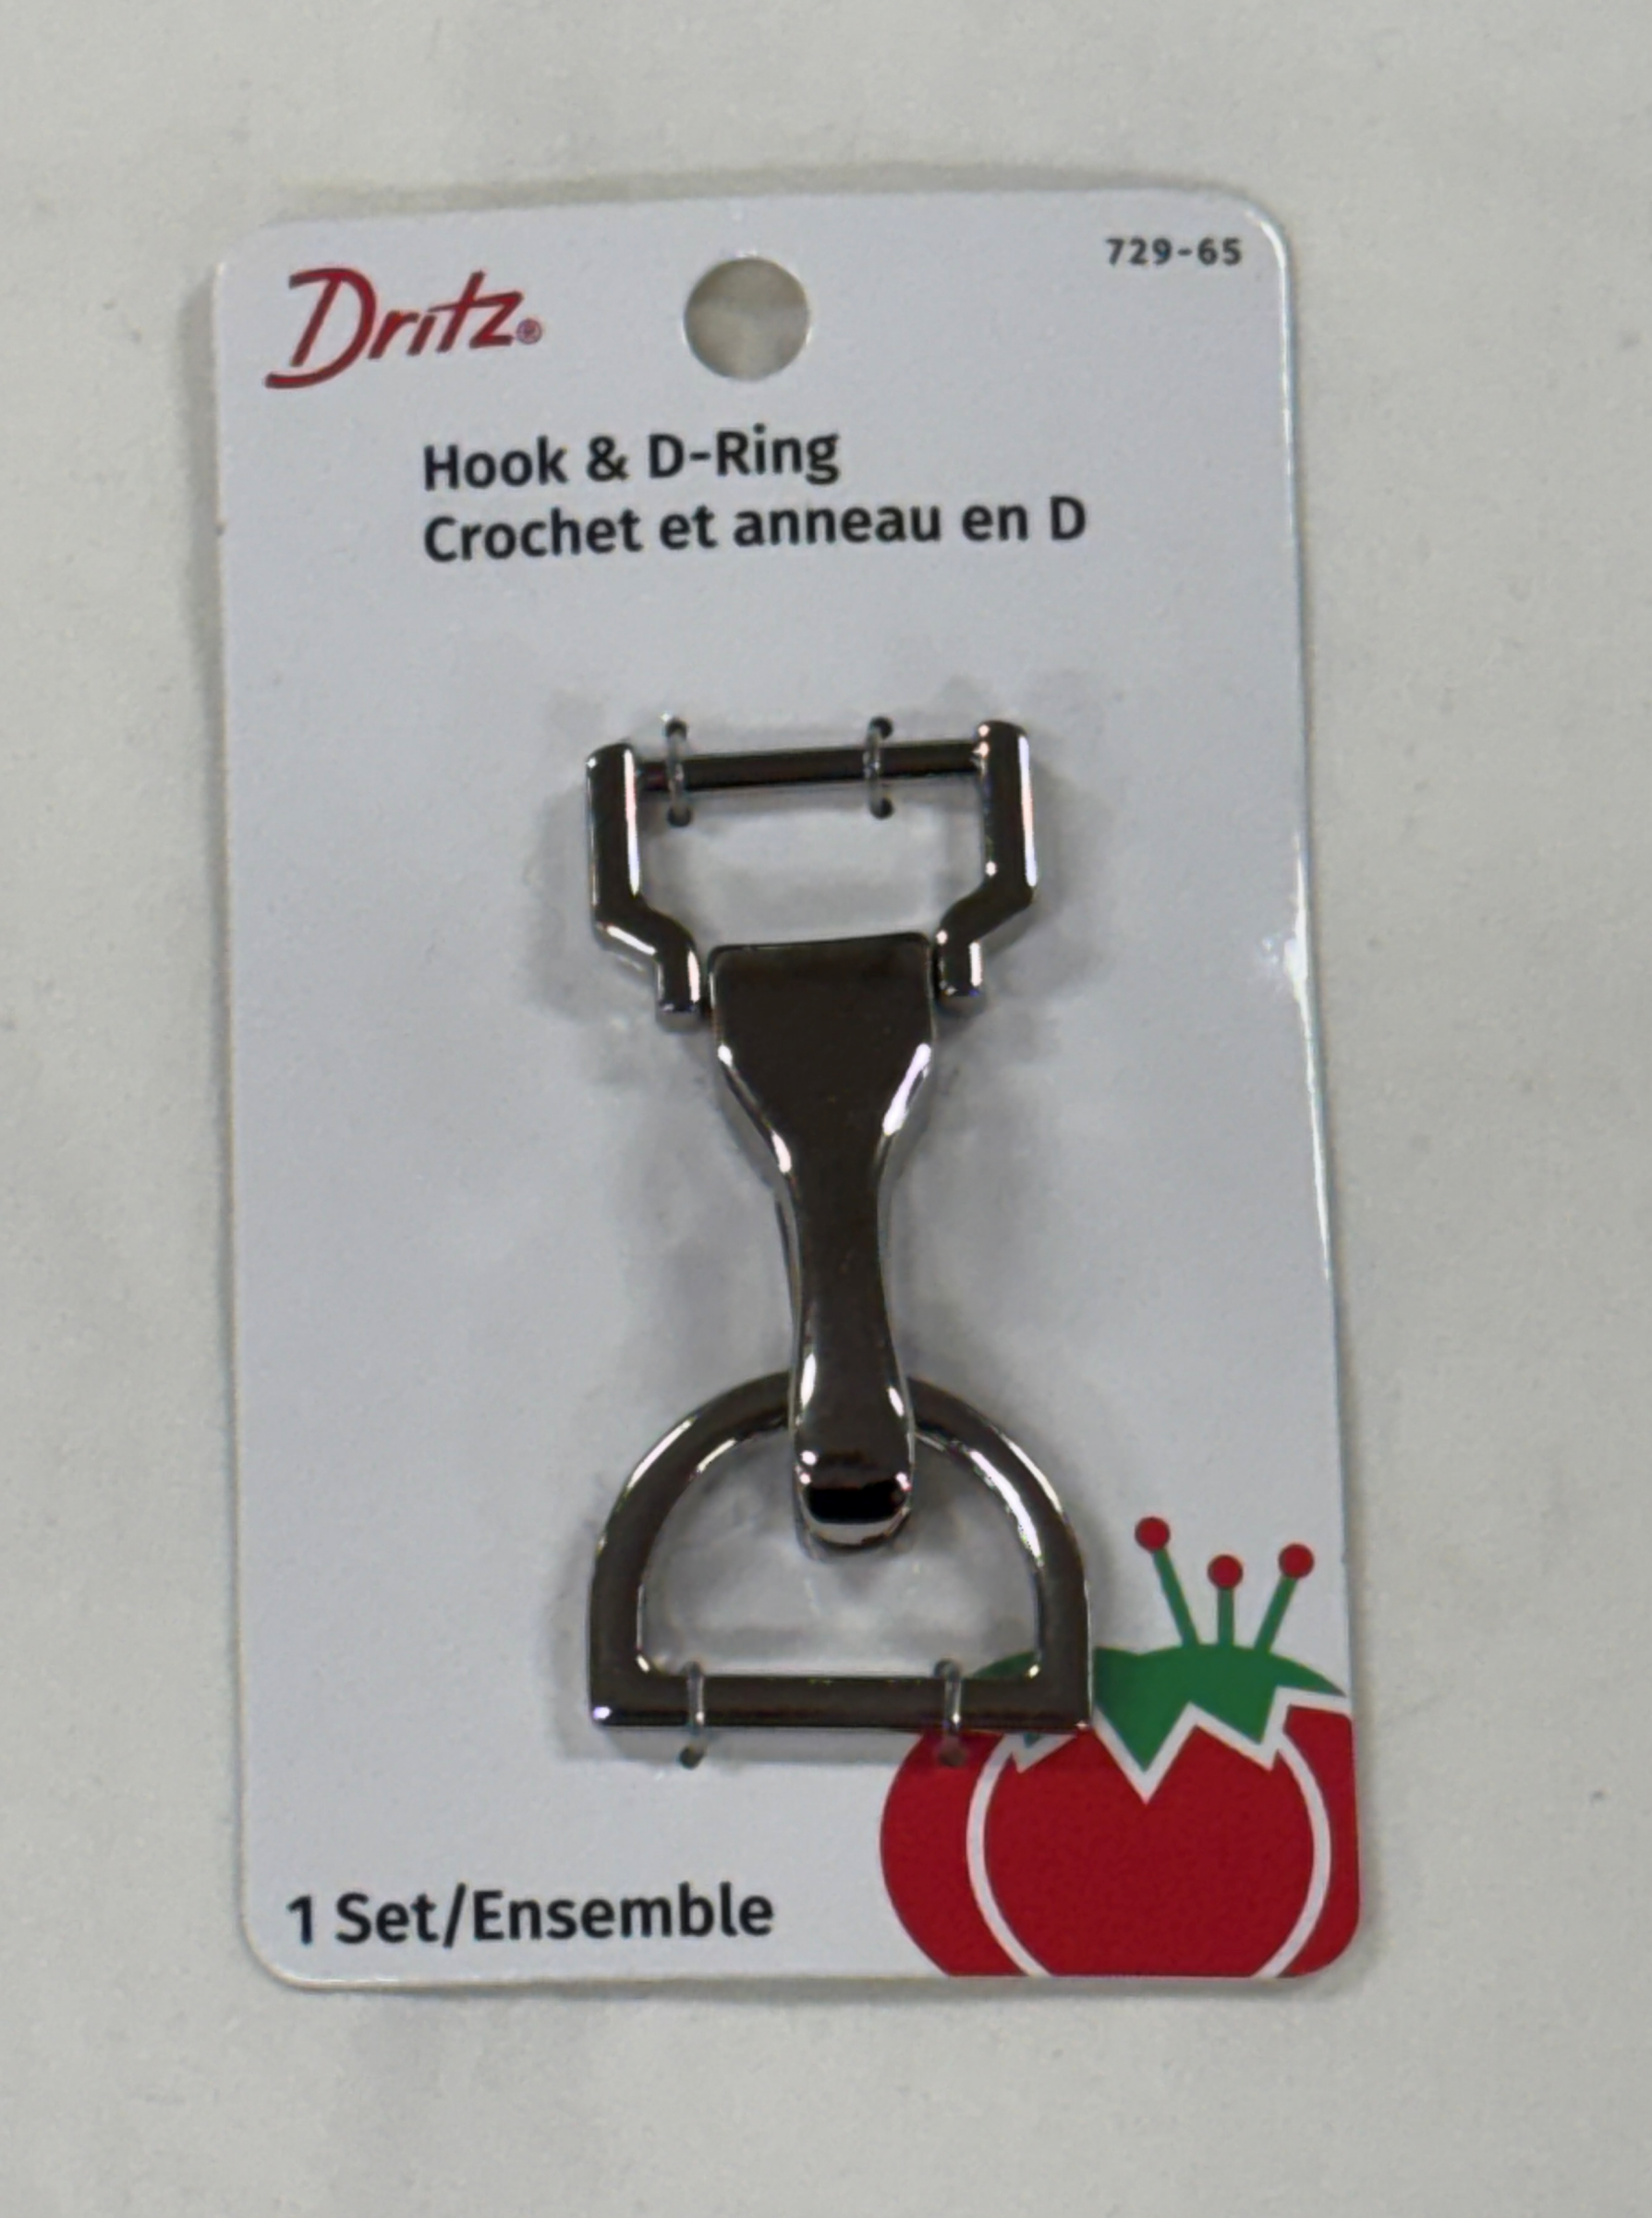 729-65
Dritz®
Hook & D-Ring
Crochet et anneau en D
1 Set/Ensemble